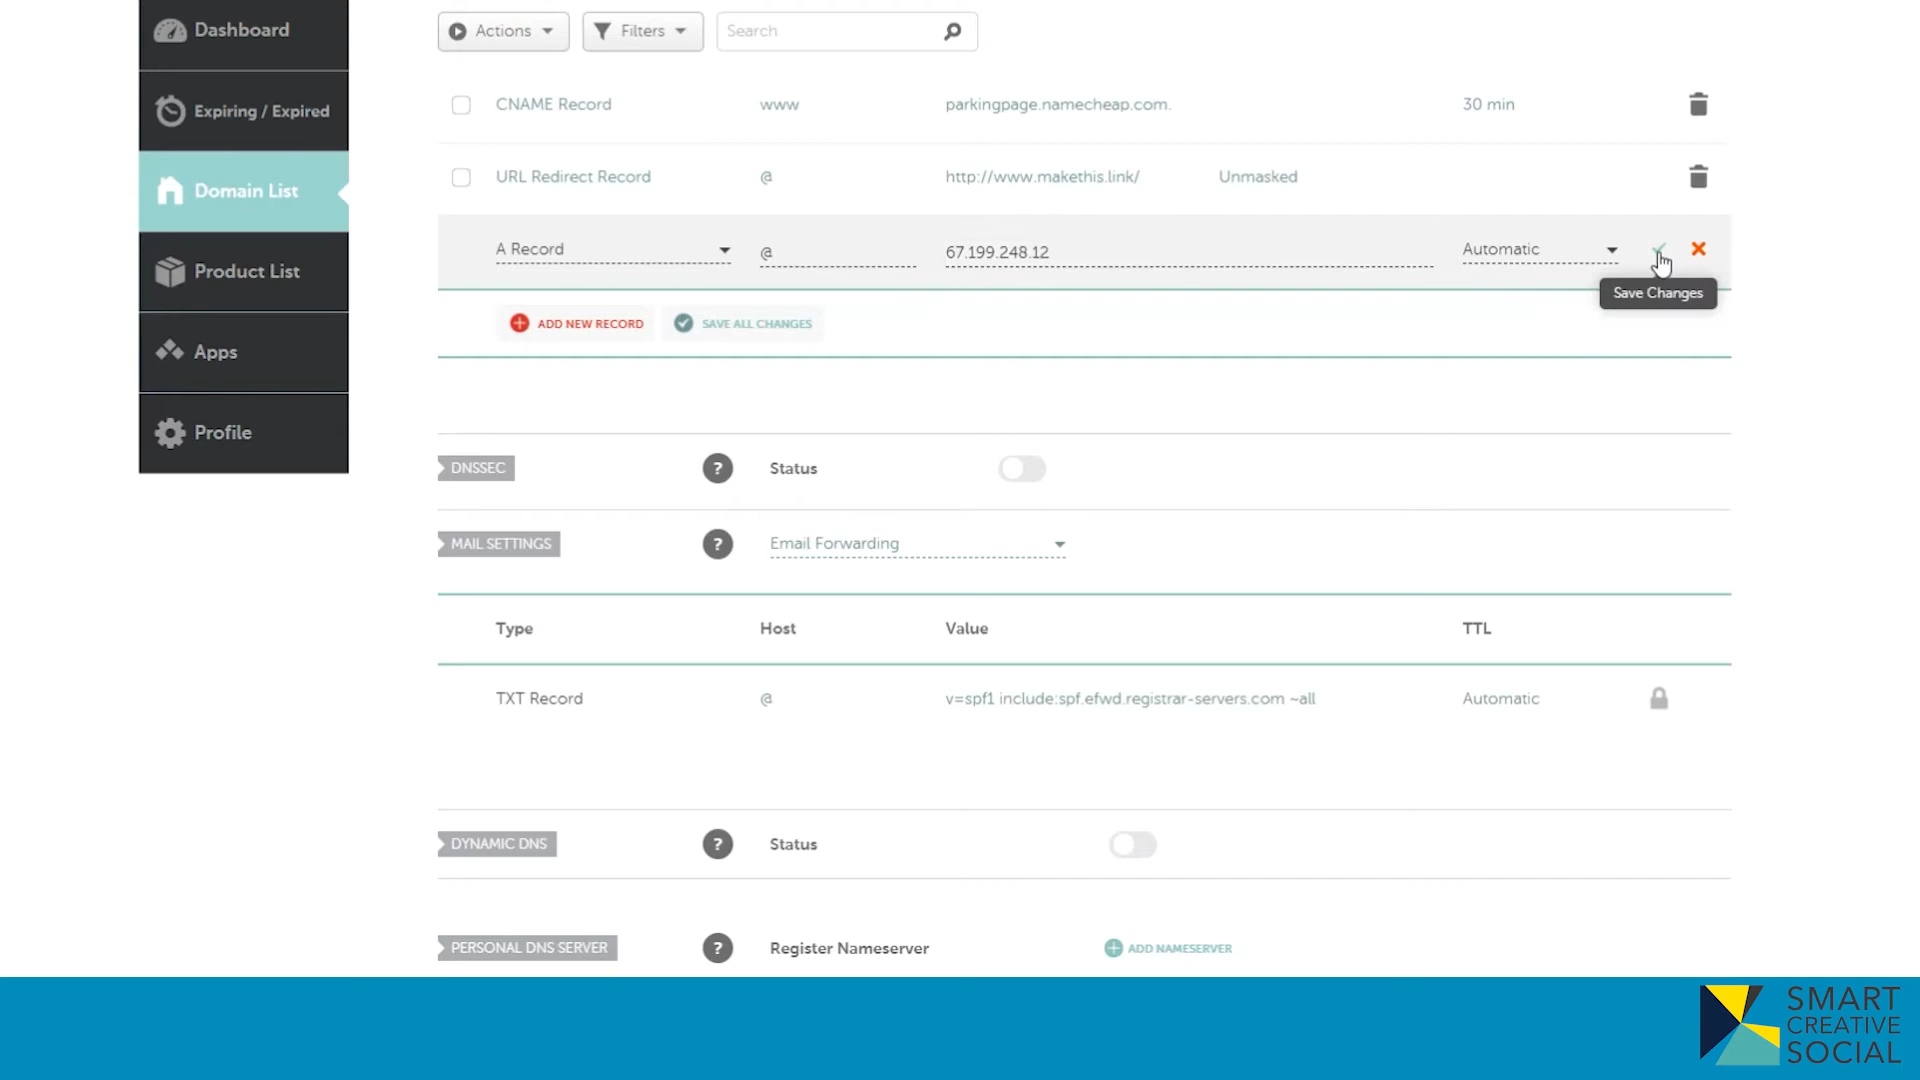 Dashboard
Expiring / Expired
Domain List
Product List
Apps
Profile
Actions Filters Search
CNAME Record www parkingpage.namecheap.com. 30 min
URL Redirect Record @ http://www.makethis.link/ Unmasked
A Record @ 67.199.248.12 Automatic
Save Changes
ADD NEW RECORD SAVE ALL CHANGES
DNSSEC ? Status
MAIL SETTINGS ? Email Forwarding
Type Host Value TTL
TXT Record @ v=spf1 include:spf.efwd.registrar-servers.com ~all Automatic
DYNAMIC DNS ? Status
PERSONAL DNS SERVER ? Register Nameserver ADD NAMESERVER
SMART
CREATIVE
SOCIAL